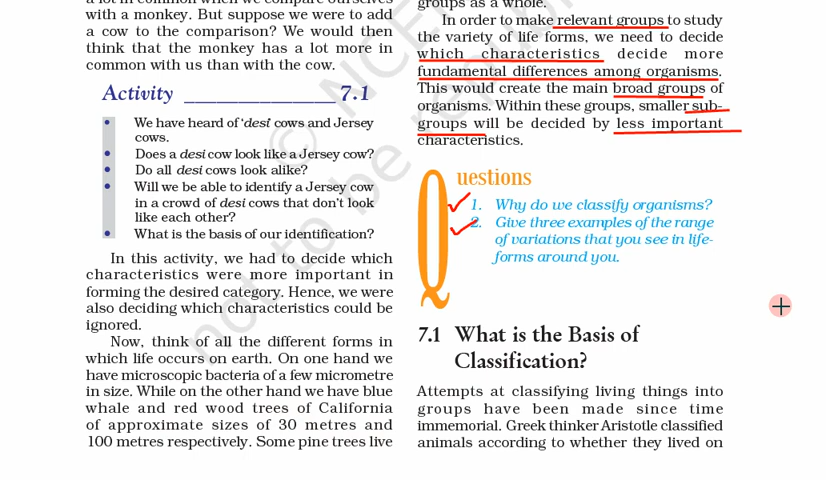 a lot in common when we compare ourselves
with a monkey. But suppose we were to add
a cow to the comparison? We would then
think that the monkey has a lot more in
common with us than with the cow.
Activity ______________ 7.1
• We have heard of 'desi' cows and Jersey
cows.
• Does a desi cow look like a Jersey cow?
• Do all desi cows look alike?
• Will we be able to identify a Jersey cow
in a crowd of desi cows that don't look
like each other?
• What is the basis of our identification?
In this activity, we had to decide which
characteristics were more important in
forming the desired category. Hence, we were
also deciding which characteristics could be
ignored.
Now, think of all the different forms in
which life occurs on earth. On one hand we
have microscopic bacteria of a few micrometre
in size. While on the other hand we have blue
whale and red wood trees of California
of approximate sizes of 30 metres and
100 metres respectively. Some pine trees live
groups as a whole.
In order to make relevant groups to study
the variety of life forms, we need to decide
which characteristics decide more
fundamental differences among organisms.
This would create the main broad groups of
organisms. Within these groups, smaller sub-
groups will be decided by less important
characteristics.
Questions
1. Why do we classify organisms?
2. Give three examples of the range
of variations that you see in life-
forms around you.
7.1 What is the Basis of
Classification?
Attempts at classifying living things into
groups have been made since time
immemorial. Greek thinker Aristotle classified
animals according to whether they lived on
© NCE
not to be re